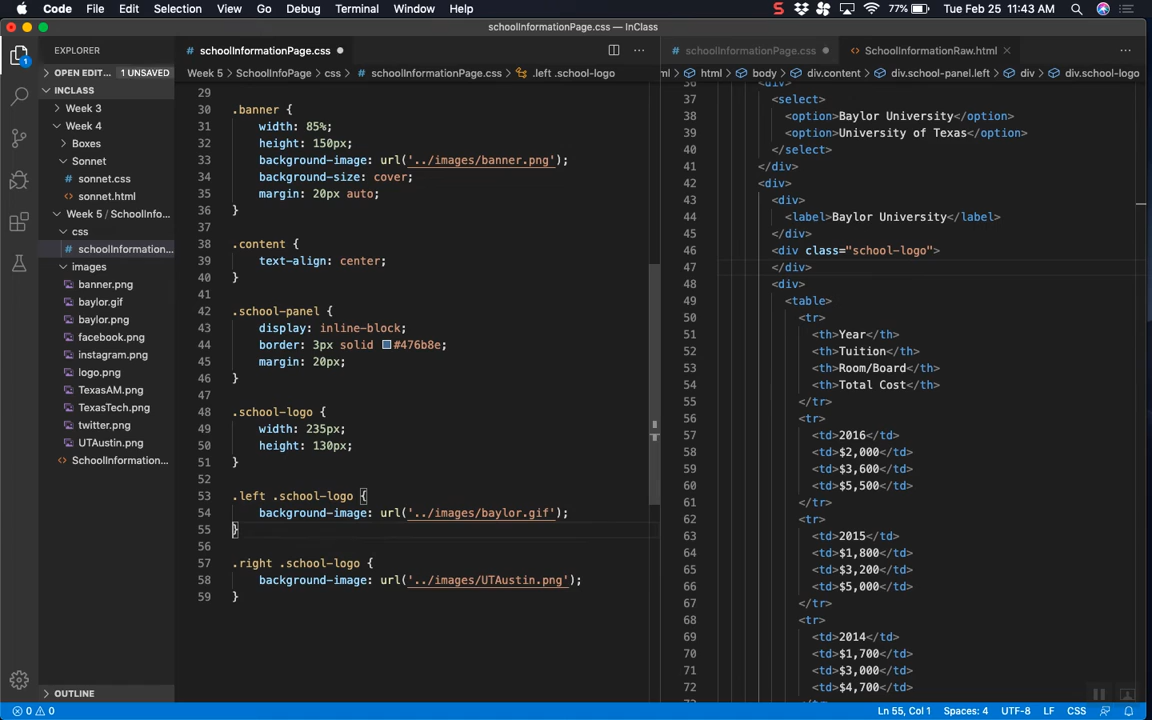 Code File Edit Selection View Go Debug Terminal Window Help S 77% Tue Feb 25 11:43 AM
schoolInformationPage.css — InClass
EXPLORER
OPEN EDIT... 1 UNSAVED
INCLASS
Week 3
Week 4
Boxes
Sonnet
# sonnet.css
<> sonnet.html
Week 5 / SchoolInfo...
css
# schoolInformation...
images
banner.png
baylor.gif
baylor.png
facebook.png
instagram.png
logo.png
TexasAM.png
TexasTech.png
twitter.png
UTAustin.png
<> SchoolInformation...
OUTLINE
1
# schoolInformationPage.css ●
Week 5 > SchoolInfoPage > css > # schoolInformationPage.css > .left .school-logo
29
30 .banner {
31 width: 85%;
32 height: 150px;
33 background-image: url('../images/banner.png');
34 background-size: cover;
35 margin: 20px auto;
36 }
37
38 .content {
39 text-align: center;
40 }
41
42 .school-panel {
43 display: inline-block;
44 border: 3px solid #476b8e;
45 margin: 20px;
46 }
47
48 .school-logo {
49 width: 235px;
50 height: 130px;
51 }
52
53 .left .school-logo {
54 background-image: url('../images/baylor.gif');
55 }
56
57 .right .school-logo {
58 background-image: url('../images/UTAustin.png');
59 }
# schoolInformationPage.css ● <> SchoolInformationRaw.html ×
ml > html > body > div.content > div.school-panel.left > div > div.school-logo
36 <div>
37 <select>
38 <option>Baylor University</option>
39 <option>University of Texas</option>
40 </select>
41 </div>
42 <div>
43 <div>
44 <label>Baylor University</label>
45 </div>
46 <div class="school-logo">
47 </div>
48 <div>
49 <table>
50 <tr>
51 <th>Year</th>
52 <th>Tuition</th>
53 <th>Room/Board</th>
54 <th>Total Cost</th>
55 </tr>
56 <tr>
57 <td>2016</td>
58 <td>$2,000</td>
59 <td>$3,600</td>
60 <td>$5,500</td>
61 </tr>
62 <tr>
63 <td>2015</td>
64 <td>$1,800</td>
65 <td>$3,200</td>
66 <td>$5,000</td>
67 </tr>
68 <tr>
69 <td>2014</td>
70 <td>$1,700</td>
71 <td>$3,000</td>
72 <td>$4,700</td>
0 0 Ln 55, Col 1 Spaces: 4 UTF-8 LF CSS